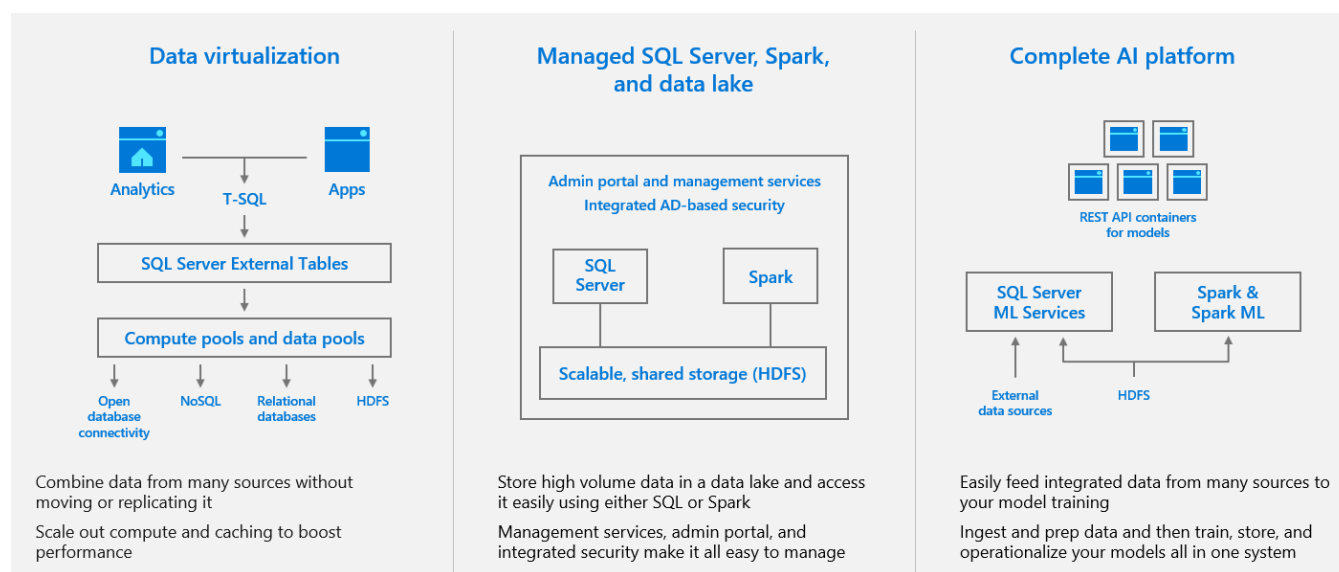 Data virtualization
Analytics
T-SQL
Apps
SQL Server External Tables
Compute pools and data pools
Open
database
connectivity
NoSQL
Relational
databases
HDFS
Combine data from many sources without
moving or replicating it
Scale out compute and caching to boost
performance
Managed SQL Server, Spark,
and data lake
Admin portal and management services
Integrated AD-based security
SQL
Server
Spark
Scalable, shared storage (HDFS)
Store high volume data in a data lake and access
it easily using either SQL or Spark
Management services, admin portal, and
integrated security make it all easy to manage
Complete AI platform
REST API containers
for models
SQL Server
ML Services
Spark &
Spark ML
External
data sources
HDFS
Easily feed integrated data from many sources to
your model training
Ingest and prep data and then train, store, and
operationalize your models all in one system